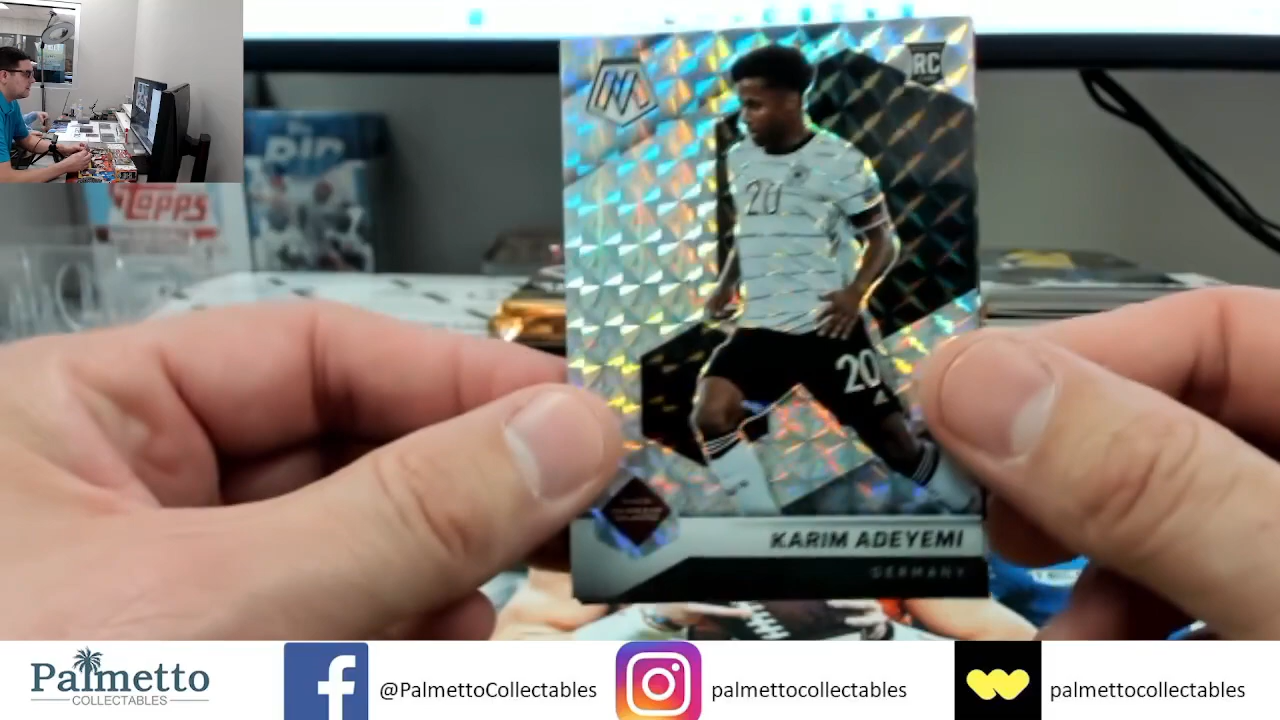 Topps
RC
20
20
KARIM ADEYEMI
GERMANY
Palmetto
COLLECTABLES
@PalmettoCollectables
palmettocollectables
palmettocollectables